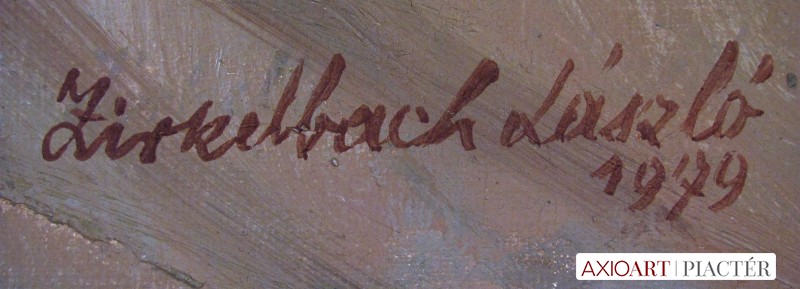 Zirkelbach László
1979
AXIOART | PIACTÉR